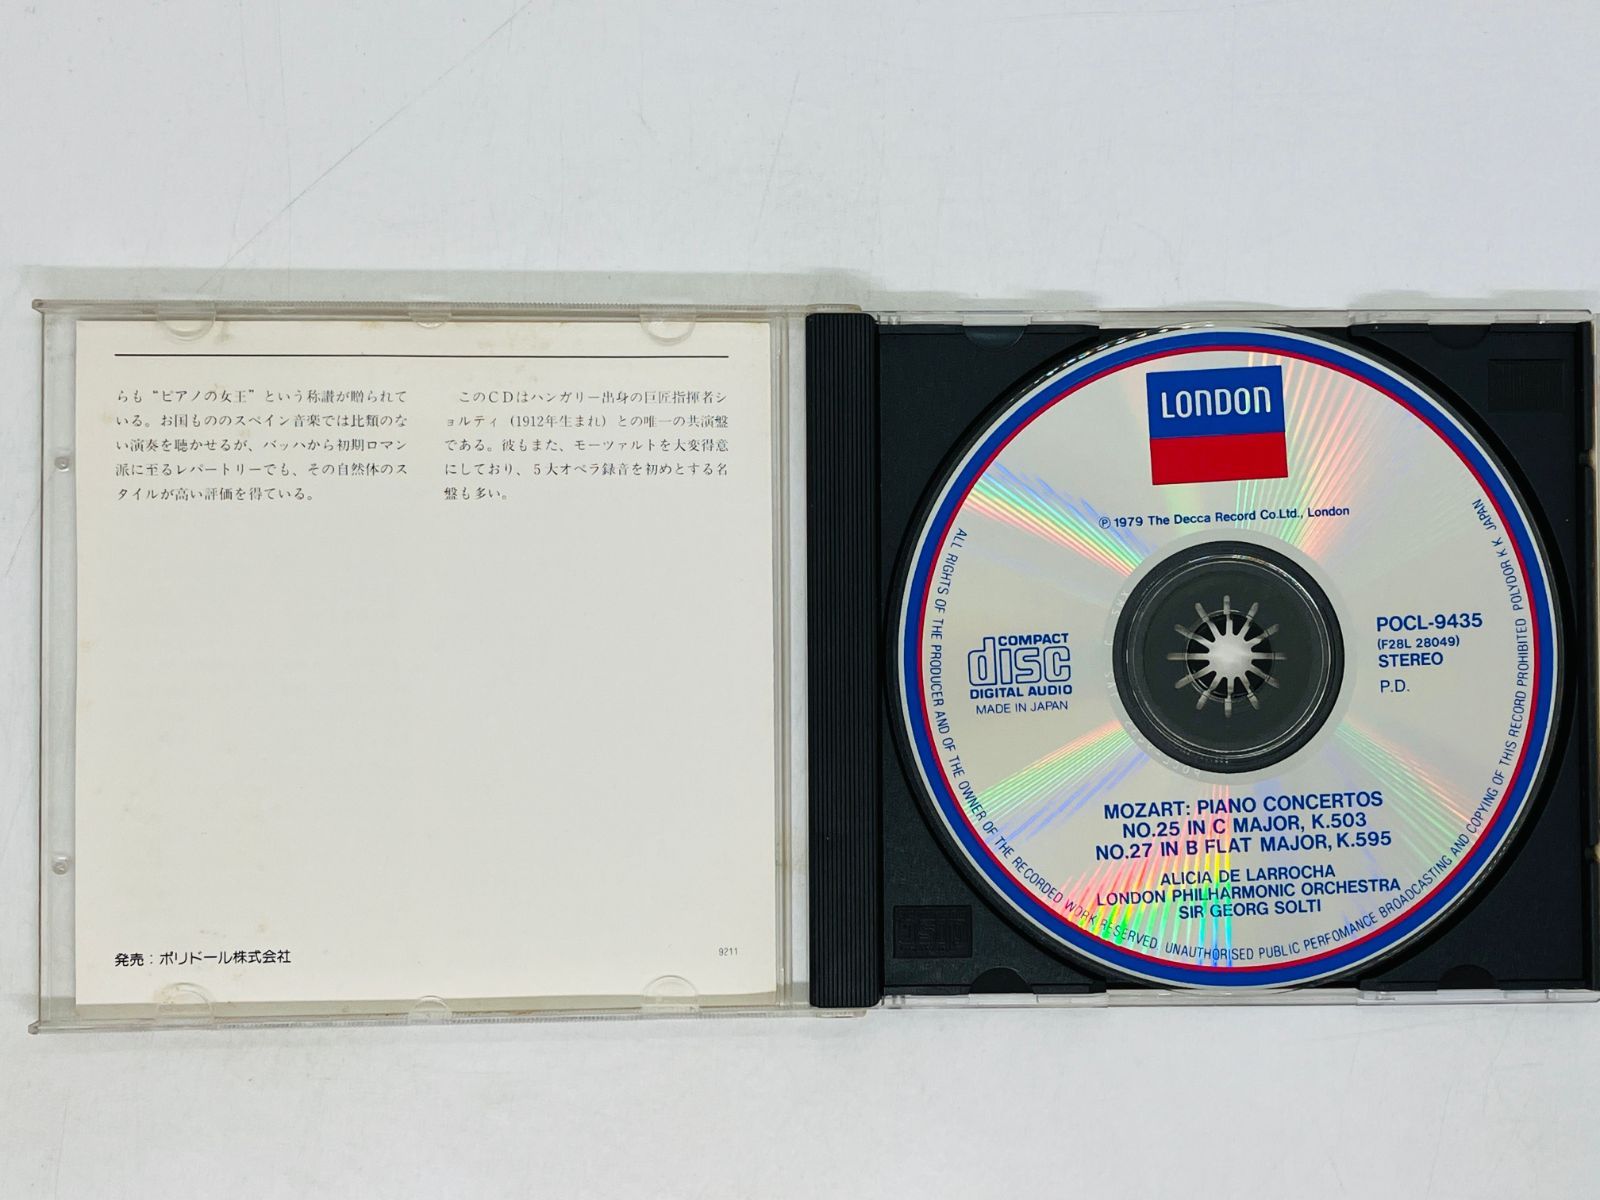 らも“ピアノの女王”という称讃が贈られて
いる。お国もののスペイン音楽では比類のな
い演奏を聴かせるが、バッハから初期ロマン
派に至るレパートリーでも、その自然体のス
タイルが高い評価を得ている。
このCDはハンガリー出身の巨匠指揮者シ
ョルティ（1912年生まれ）との唯一の共演盤
である。彼もまた、モーツァルトを大変得意
にしており、5大オペラ録音を初めとする名
盤も多い。
発売：ポリドール株式会社
9211
LONDON
℗ 1979 The Decca Record Co.Ltd., London
COMPACT
disc
DIGITAL AUDIO
MADE IN JAPAN
POCL-9435
(F28L 28049)
STEREO
P.D.
MOZART: PIANO CONCERTOS
NO.25 IN C MAJOR, K.503
NO.27 IN B FLAT MAJOR, K.595
ALICIA DE LARROCHA
LONDON PHILHARMONIC ORCHESTRA
SIR GEORG SOLTI
ALL RIGHTS OF THE PRODUCER AND OF THE OWNER OF THE RECORDED WORK RESERVED. UNAUTHORISED PUBLIC PERFOMANCE BROADCASTING AND COPYING OF THIS RECORD PROHIBITED POLYDOR K.K. JAPAN